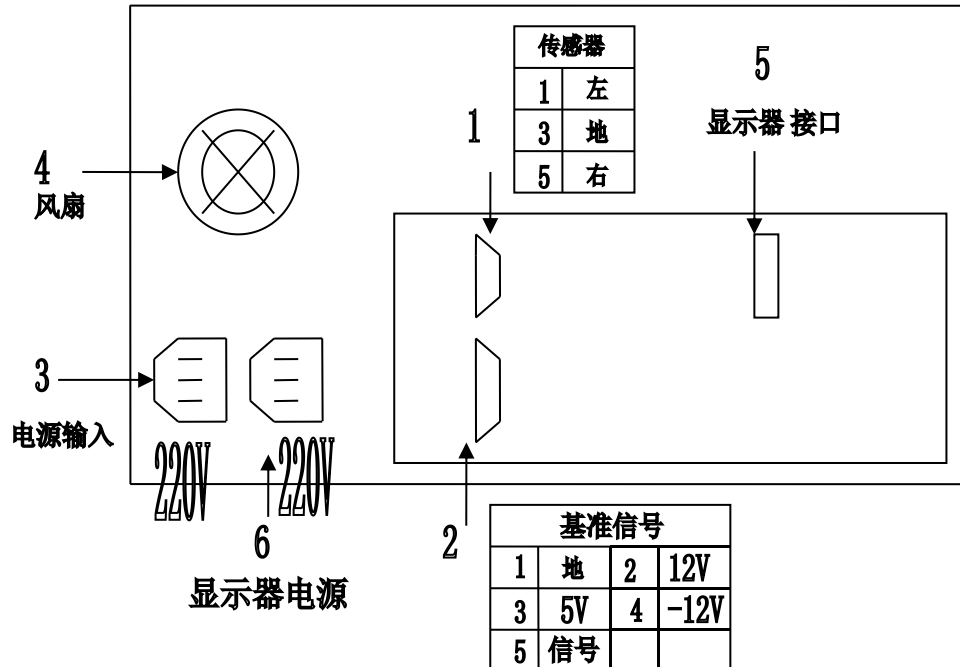 传感器
1 左
3 地
5 右
5
显示器 接口
1
4
风扇
3
电源输入
220V 220V
6
显示器电源
2
基准信号
1 地 2 12V
3 5V 4 -12V
5 信号